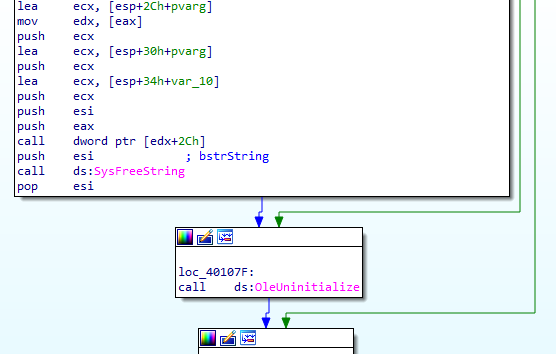 lea ecx, [esp+2Ch+pvarg]
mov edx, [eax]
push ecx
lea ecx, [esp+30h+pvarg]
push ecx
lea ecx, [esp+34h+var_10]
push ecx
push esi
push eax
call dword ptr [edx+2Ch]
push esi ; bstrString
call ds:SysFreeString
pop esi
loc_40107F:
call ds:OleUninitialize